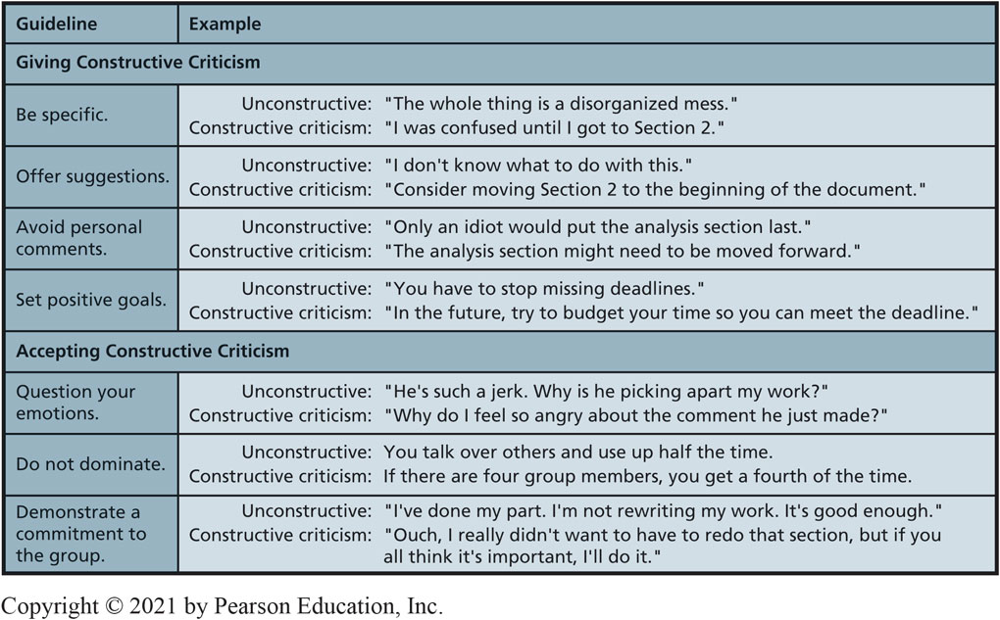 Guideline Example
Giving Constructive Criticism
Be specific.
Unconstructive: "The whole thing is a disorganized mess."
Constructive criticism: "I was confused until I got to Section 2."
Offer suggestions.
Unconstructive: "I don't know what to do with this."
Constructive criticism: "Consider moving Section 2 to the beginning of the document."
Avoid personal
comments.
Unconstructive: "Only an idiot would put the analysis section last."
Constructive criticism: "The analysis section might need to be moved forward."
Set positive goals.
Unconstructive: "You have to stop missing deadlines."
Constructive criticism: "In the future, try to budget your time so you can meet the deadline."
Accepting Constructive Criticism
Question your
emotions.
Unconstructive: "He's such a jerk. Why is he picking apart my work?"
Constructive criticism: "Why do I feel so angry about the comment he just made?"
Do not dominate.
Unconstructive: You talk over others and use up half the time.
Constructive criticism: If there are four group members, you get a fourth of the time.
Demonstrate a
commitment to
the group.
Unconstructive: "I've done my part. I'm not rewriting my work. It's good enough."
Constructive criticism: "Ouch, I really didn't want to have to redo that section, but if you
all think it's important, I'll do it."
Copyright © 2021 by Pearson Education, Inc.